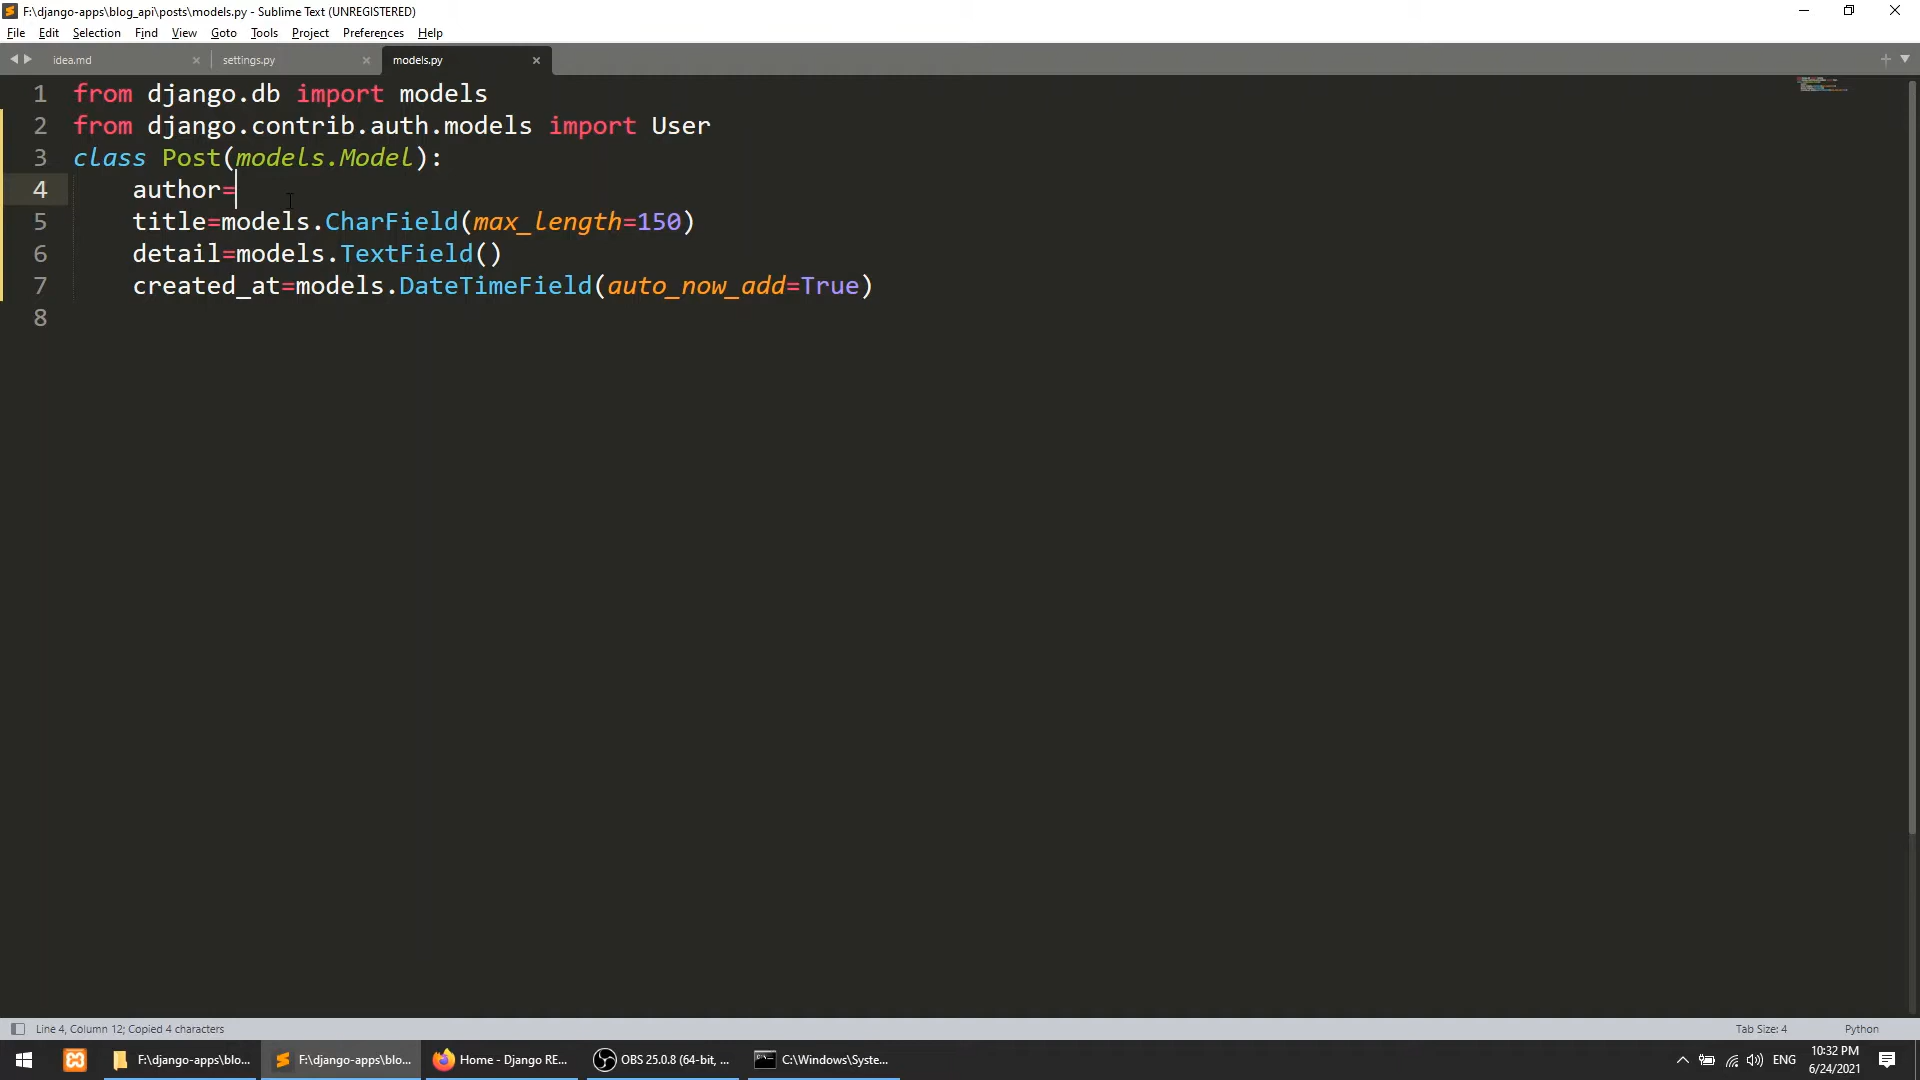 F:\django-apps\blog_api\posts\models.py - Sublime Text (UNREGISTERED)
File Edit Selection Find View Goto Tools Project Preferences Help
idea.md settings.py models.py
1 from django.db import models
2 from django.contrib.auth.models import User
3 class Post(models.Model):
4 author=
5 title=models.CharField(max_length=150)
6 detail=models.TextField()
7 created_at=models.DateTimeField(auto_now_add=True)
8
Line 4, Column 12; Copied 4 characters Tab Size: 4 Python
F:\django-apps\blo... F:\django-apps\blo... Home - Django RE... OBS 25.0.8 (64-bit, ... C:\Windows\Syste... ENG 10:32 PM
6/24/2021